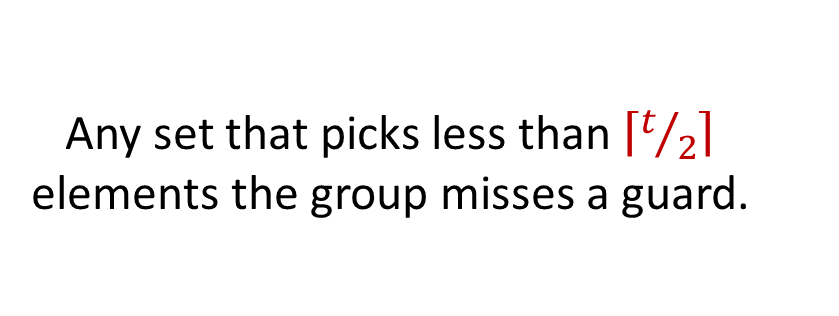 Any set that picks less than ⌈t/2⌉
elements the group misses a guard.